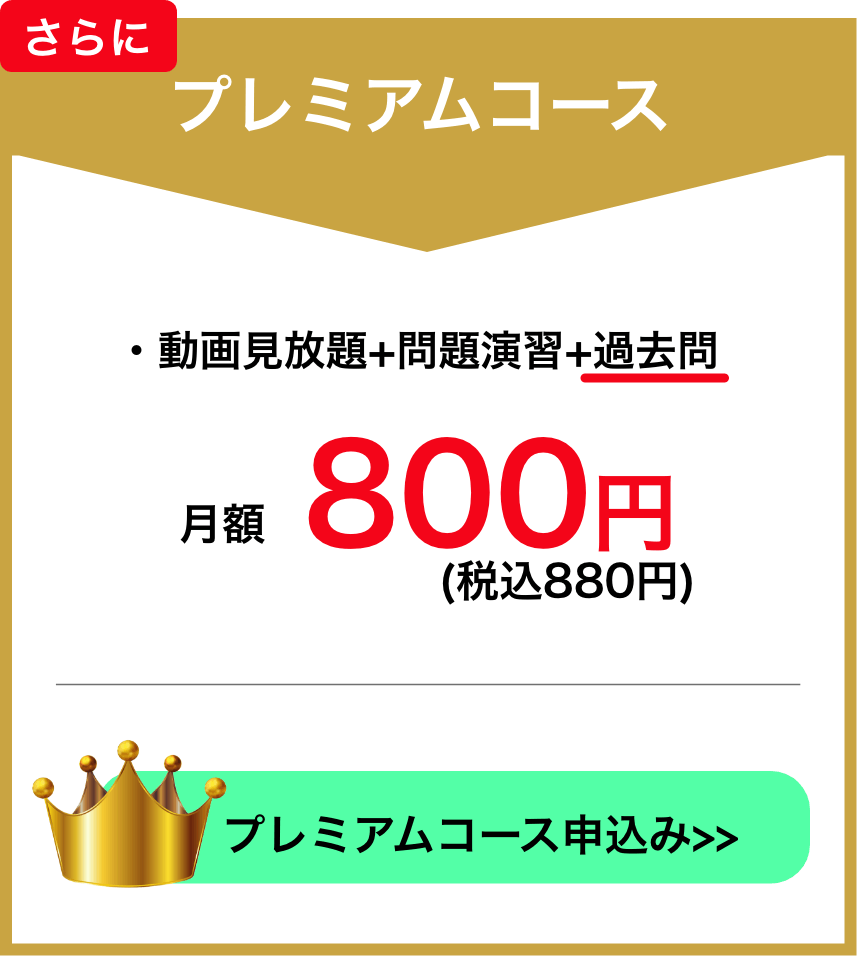 さらに
プレミアムコース
・動画見放題+問題演習+過去問
月額 800円
(税込880円)
プレミアムコース申込み>>